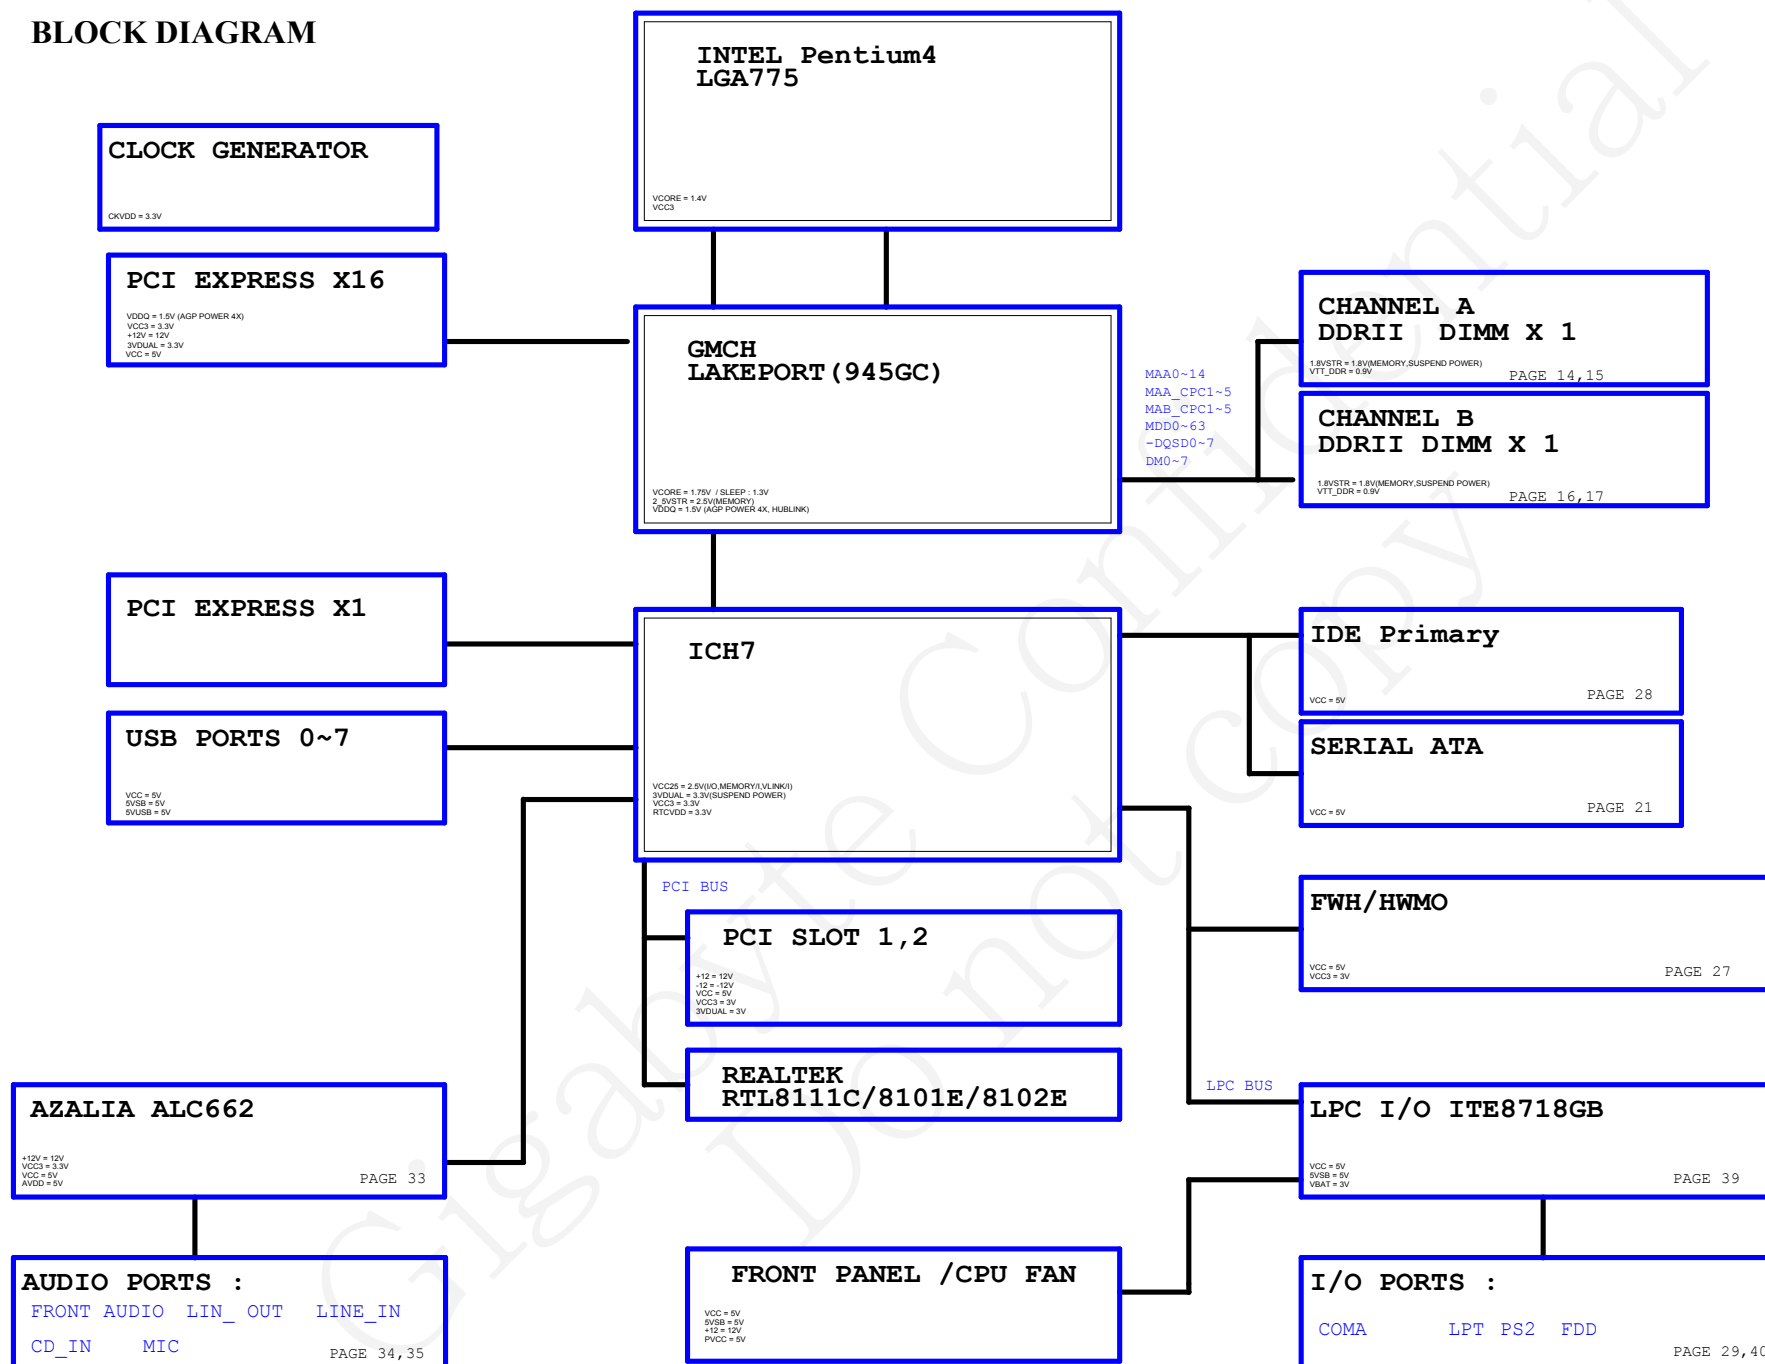 BLOCK DIAGRAM
INTEL Pentium4
LGA775
VCORE = 1.4V
VCC3
CLOCK GENERATOR
CKVDD = 3.3V
PCI EXPRESS X16
VDDQ = 1.5V (AGP POWER 4X)
VCC3 = 3.3V
+12V = 12V
3VDUAL = 3.3V
VCC = 5V
GMCH
LAKEPORT(945GC)
VCORE = 1.75V / SLEEP : 1.3V
2_5VSTR = 2.5V(MEMORY)
VDDQ = 1.5V (AGP POWER 4X, HUBLINK)
MAA0~14
MAA_CPC1~5
MAB_CPC1~5
MDD0~63
-DQSD0~7
DM0~7
CHANNEL A
DDRII DIMM X 1
1.8VSTR = 1.8V(MEMORY,SUSPEND POWER)
VTT_DDR = 0.9V
PAGE 14,15
CHANNEL B
DDRII DIMM X 1
1.8VSTR = 1.8V(MEMORY,SUSPEND POWER)
VTT_DDR = 0.9V
PAGE 16,17
PCI EXPRESS X1
USB PORTS 0~7
VCC = 5V
5VSB = 5V
5VUSB = 5V
ICH7
VCC25 = 2.5V(I/O,MEMORY/I,VLINK/I)
3VDUAL = 3.3V(SUSPEND POWER)
VCC3 = 3.3V
RTCVDD = 3.3V
IDE Primary
VCC = 5V
PAGE 28
SERIAL ATA
VCC = 5V
PAGE 21
PCI BUS
PCI SLOT 1,2
+12 = 12V
-12 = -12V
VCC = 5V
VCC3 = 3V
3VDUAL = 3V
FWH/HWMO
VCC = 5V
VCC3 = 3V
PAGE 27
REALTEK
RTL8111C/8101E/8102E
LPC BUS
AZALIA ALC662
+12V = 12V
VCC3 = 3.3V
VCC = 5V
AVDD = 5V
PAGE 33
LPC I/O ITE8718GB
VCC = 5V
5VSB = 5V
VBAT = 3V
PAGE 39
AUDIO PORTS :
FRONT AUDIO LIN_ OUT LINE_IN
CD_IN MIC
PAGE 34,35
FRONT PANEL /CPU FAN
VCC = 5V
5VSB = 5V
+12 = 12V
PVCC = 5V
I/O PORTS :
COMA LPT PS2 FDD
PAGE 29,40
Gigabyte Confidential
Do not copy